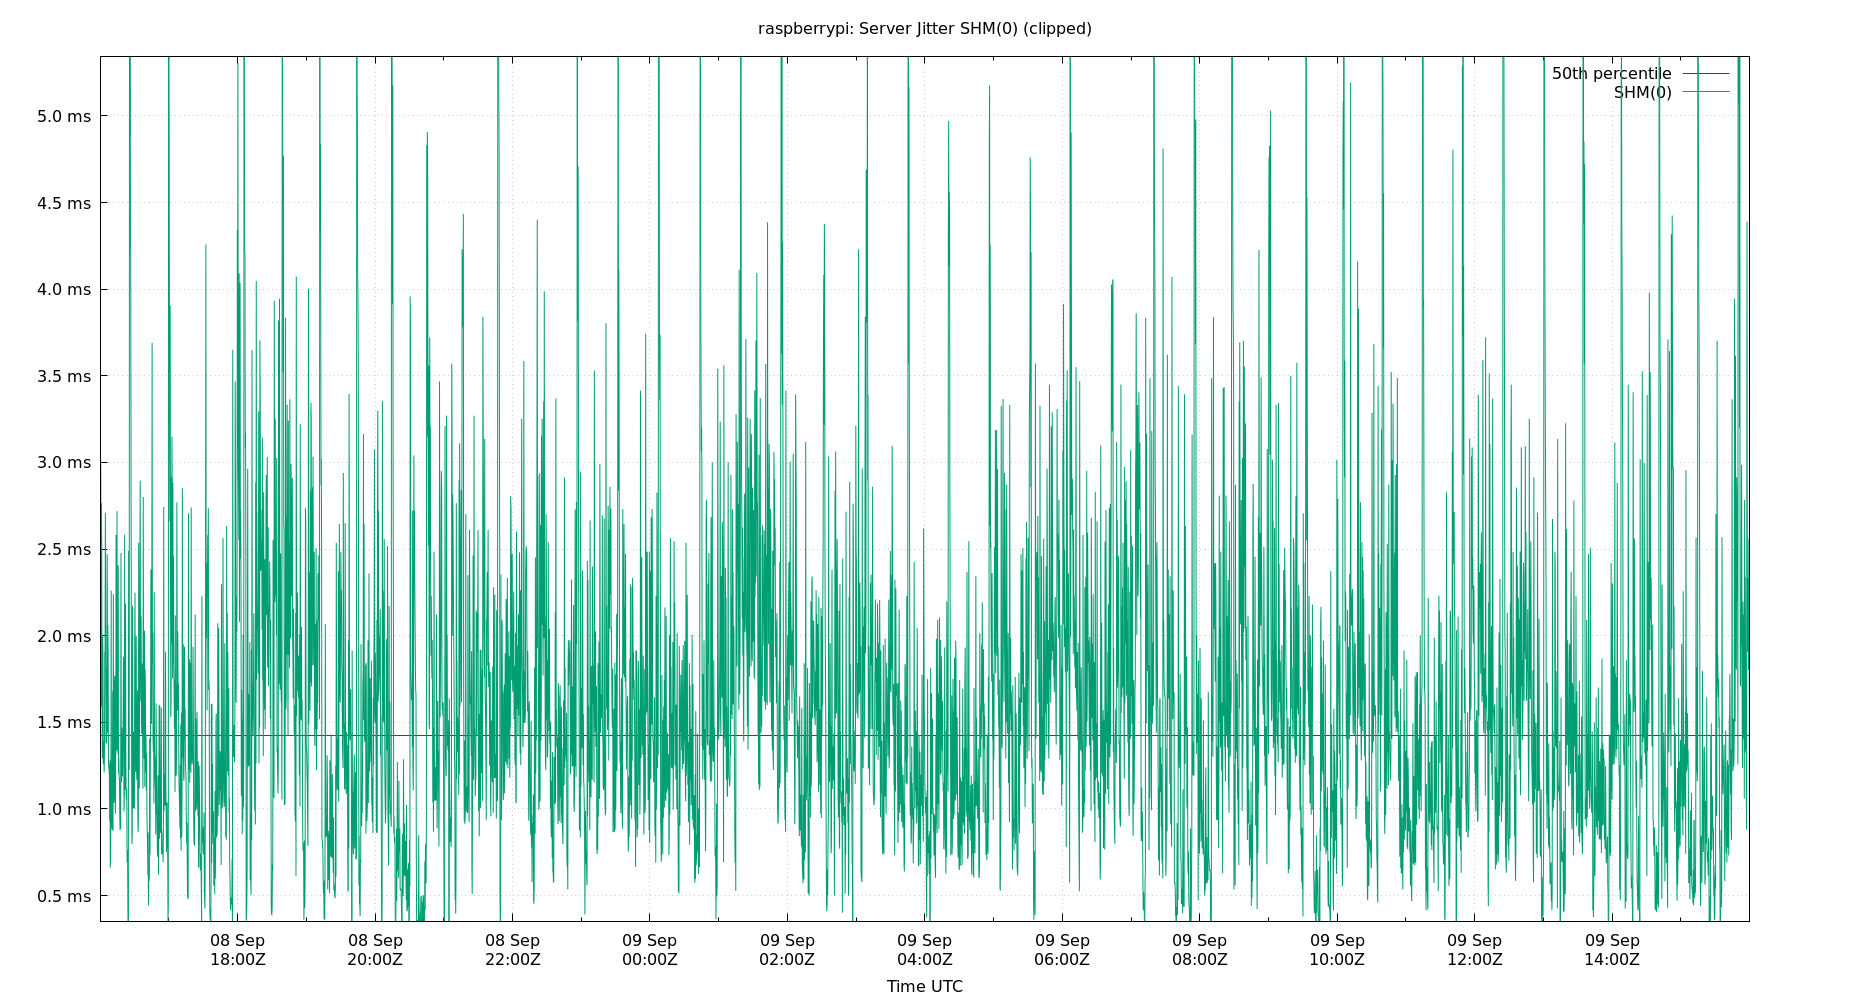 raspberrypi: Server Jitter SHM(0) (clipped)
50th percentile
SHM(0)
5.0 ms
4.5 ms
4.0 ms
3.5 ms
3.0 ms
2.5 ms
2.0 ms
1.5 ms
1.0 ms
0.5 ms
08 Sep 08 Sep 08 Sep 09 Sep 09 Sep 09 Sep 09 Sep 09 Sep 09 Sep 09 Sep 09 Sep
18:00Z 20:00Z 22:00Z 00:00Z 02:00Z 04:00Z 06:00Z 08:00Z 10:00Z 12:00Z 14:00Z
Time UTC